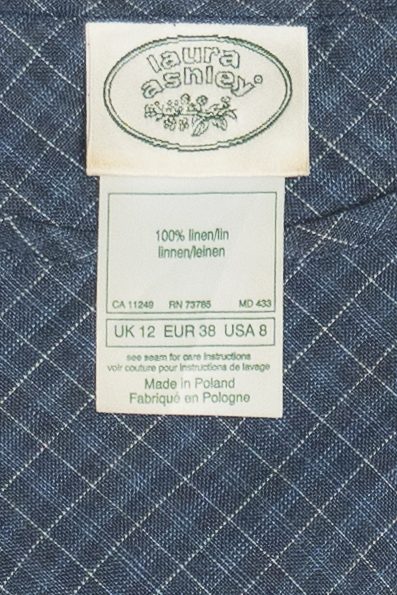 laura
ashley®
100% linen/lin
linnen/leinen
CA 11249 RN 73785 MD 433
UK 12 EUR 38 USA 8
see seam for care instructions
voir couture pour instructions de lavage
Made in Poland
Fabriqué en Pologne